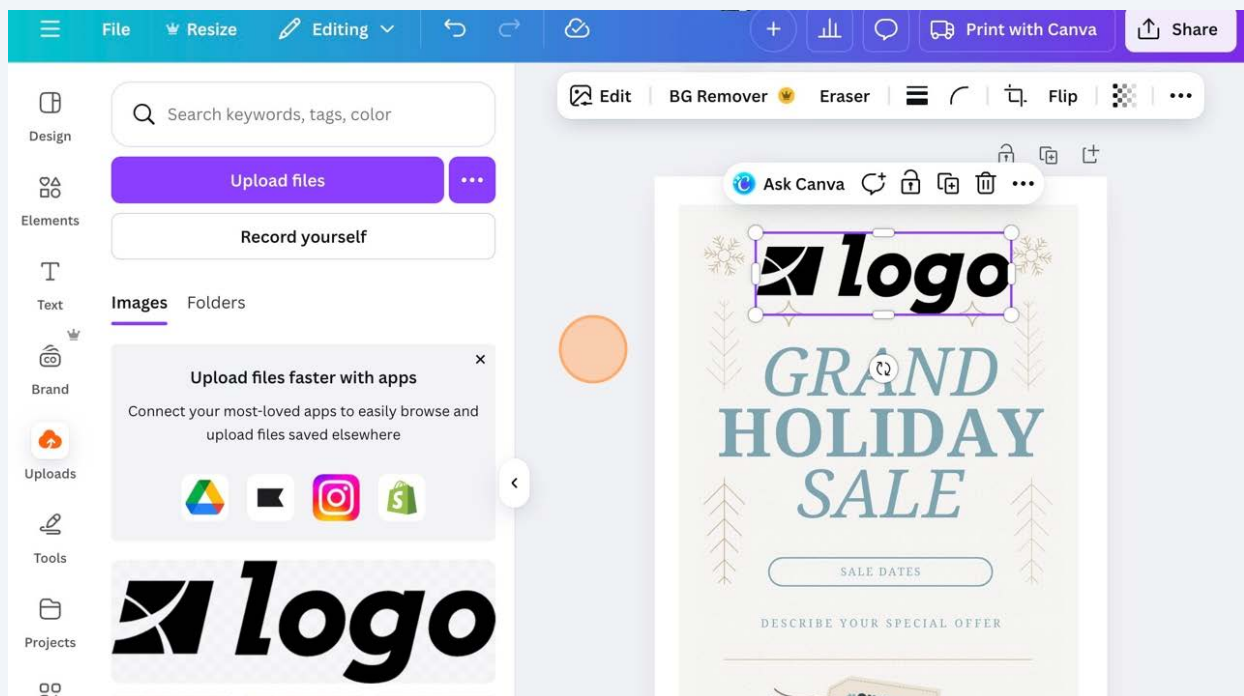 File
Resize
Editing
Print with Canva
Share
Design
Elements
Text
Brand
Uploads
Tools
Projects
Search keywords, tags, color
Upload files
Record yourself
Images Folders
Upload files faster with apps
Connect your most-loved apps to easily browse and
upload files saved elsewhere
logo
Edit
BG Remover
Eraser
Flip
Ask Canva
logo
GRAND
HOLIDAY
SALE
SALE DATES
DESCRIBE YOUR SPECIAL OFFER